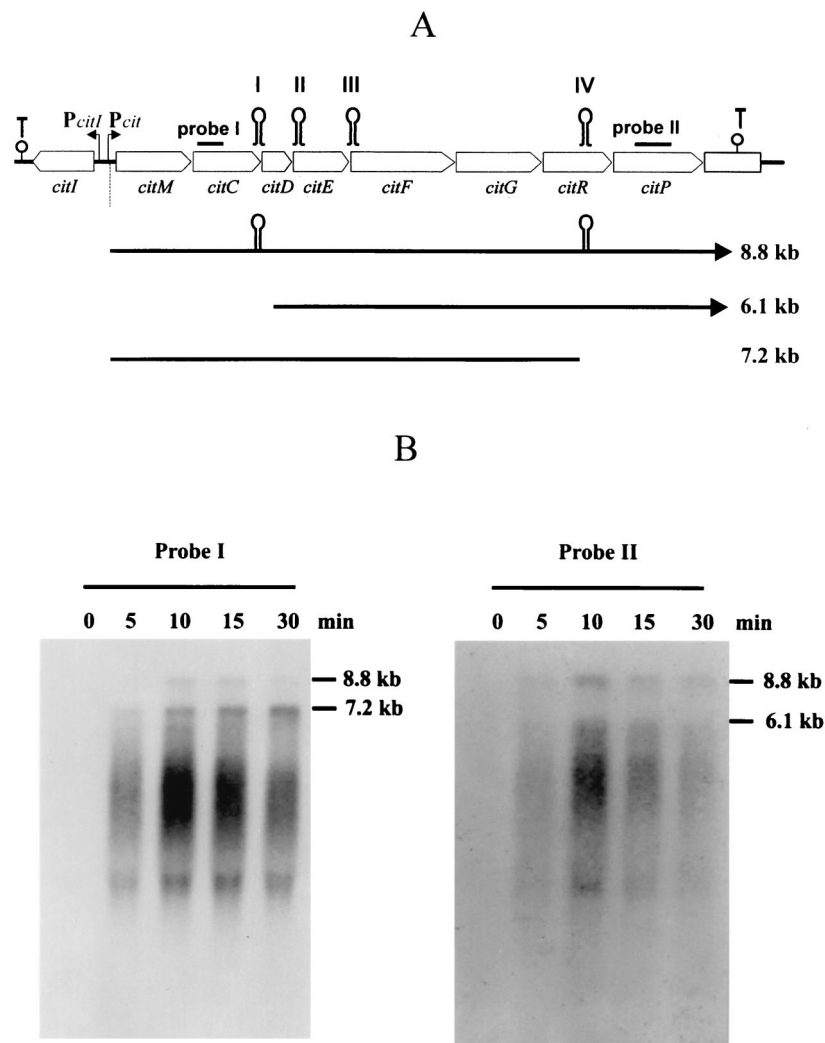 A
I II III IV
T PcitI Pcit probe I probe II T
citI citM citC citD citE citF citG citR citP
8.8 kb
6.1 kb
7.2 kb
B
Probe I
0 5 10 15 30 min
8.8 kb
7.2 kb
Probe II
0 5 10 15 30 min
8.8 kb
6.1 kb